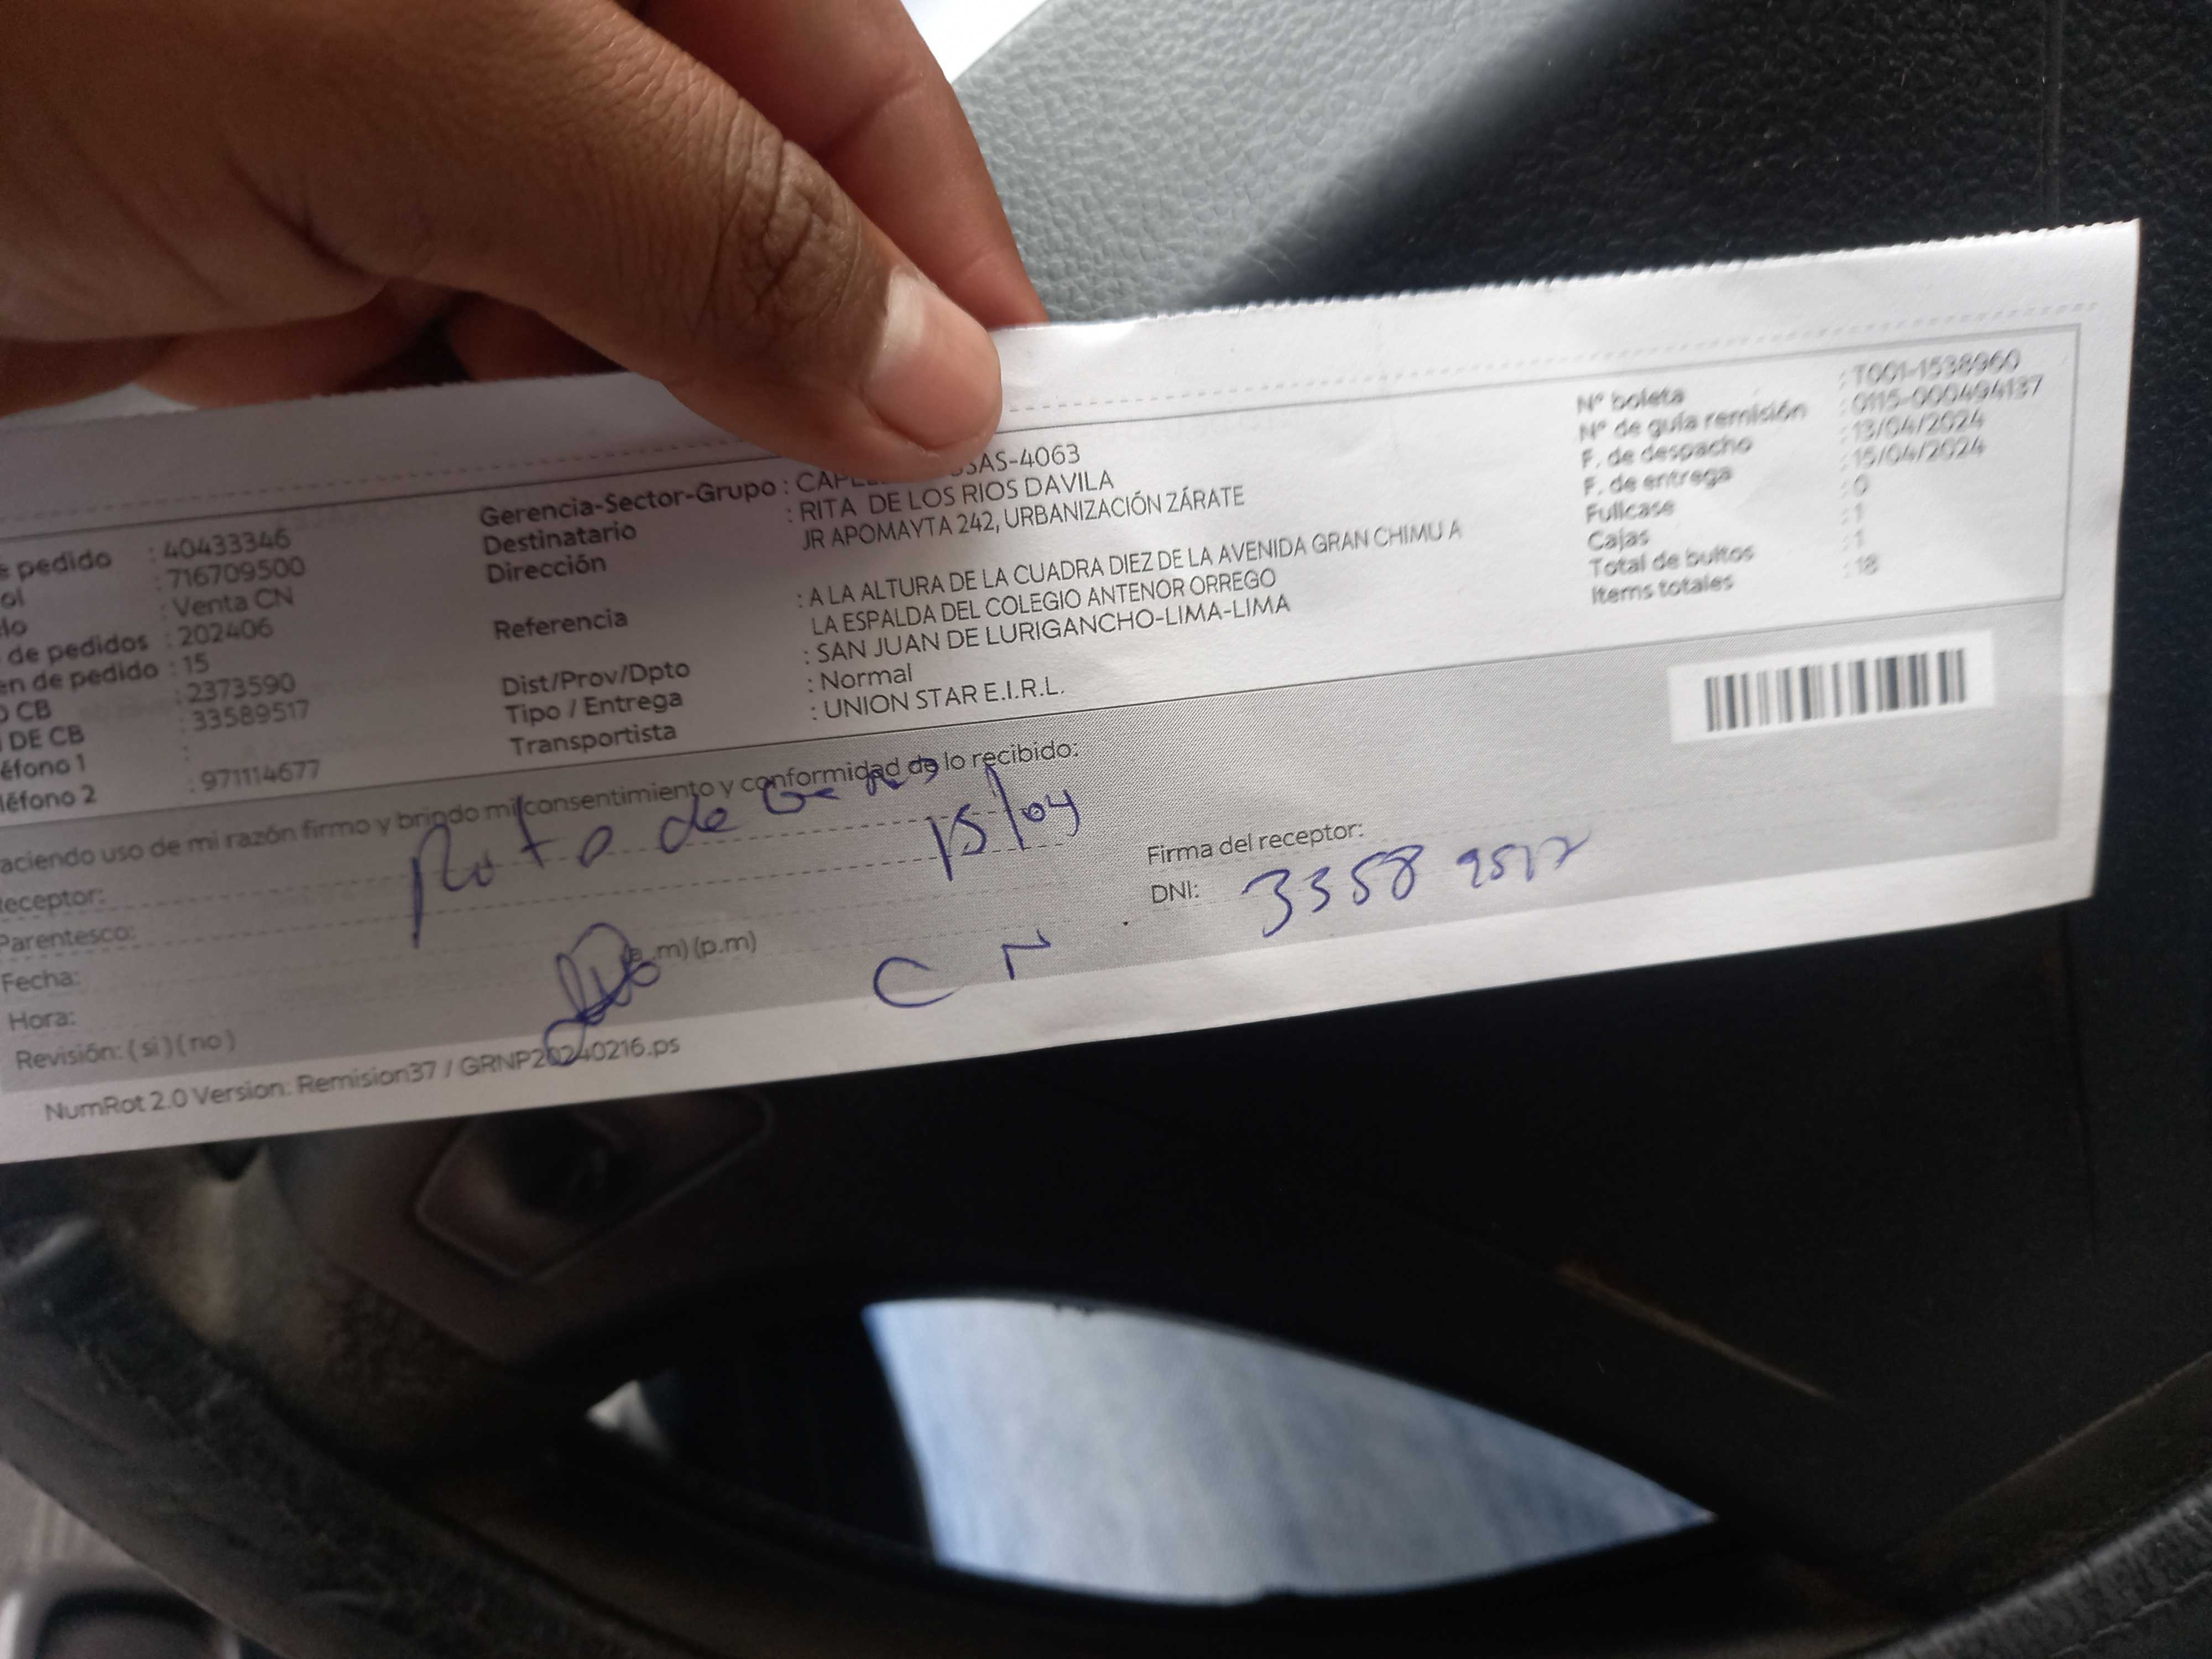 e pedido : 40433346
ol : 716709500
lo : Venta CN
de pedidos : 202406
en de pedido : 15
O CB : 2373590
DE CB : 33589517
éfono 1 :
léfono 2 : 971114677
Gerencia-Sector-Grupo : SAS-4063
Destinatario : RITA DE LOS RIOS DAVILA
Dirección JR APOMAYTA 242, URBANIZACIÓN ZÁRATE
Referencia : A LA ALTURA DE LA CUADRA DIEZ DE LA AVENIDA GRAN CHIMU A
LA ESPALDA DEL COLEGIO ANTENOR ORREGO
Dist/Prov/Dpto : SAN JUAN DE LURIGANCHO-LIMA-LIMA
Tipo / Entrega : Normal
Transportista : UNION STAR E.I.R.L.
Nº boleta : T001-1538960
Nº de guía remisión : 0115-000494137
F. de despacho : 13/04/2024
F. de entrega : 15/04/2024
Fullcase : 0
Cajas : 1
Total de bultos : 1
Items totales : 18
aciendo uso de mi razón firmo y brindo mi consentimiento y conformidad de lo recibido:
eceptor:
Parentesco: 15/04
Fecha:
Hora: (a.m) (p.m)
Revisión: ( si ) ( no )
C N
Firma del receptor:
DNI: 33589517
NumRot 2.0 Version: Remision37 / GRNP20240216.ps